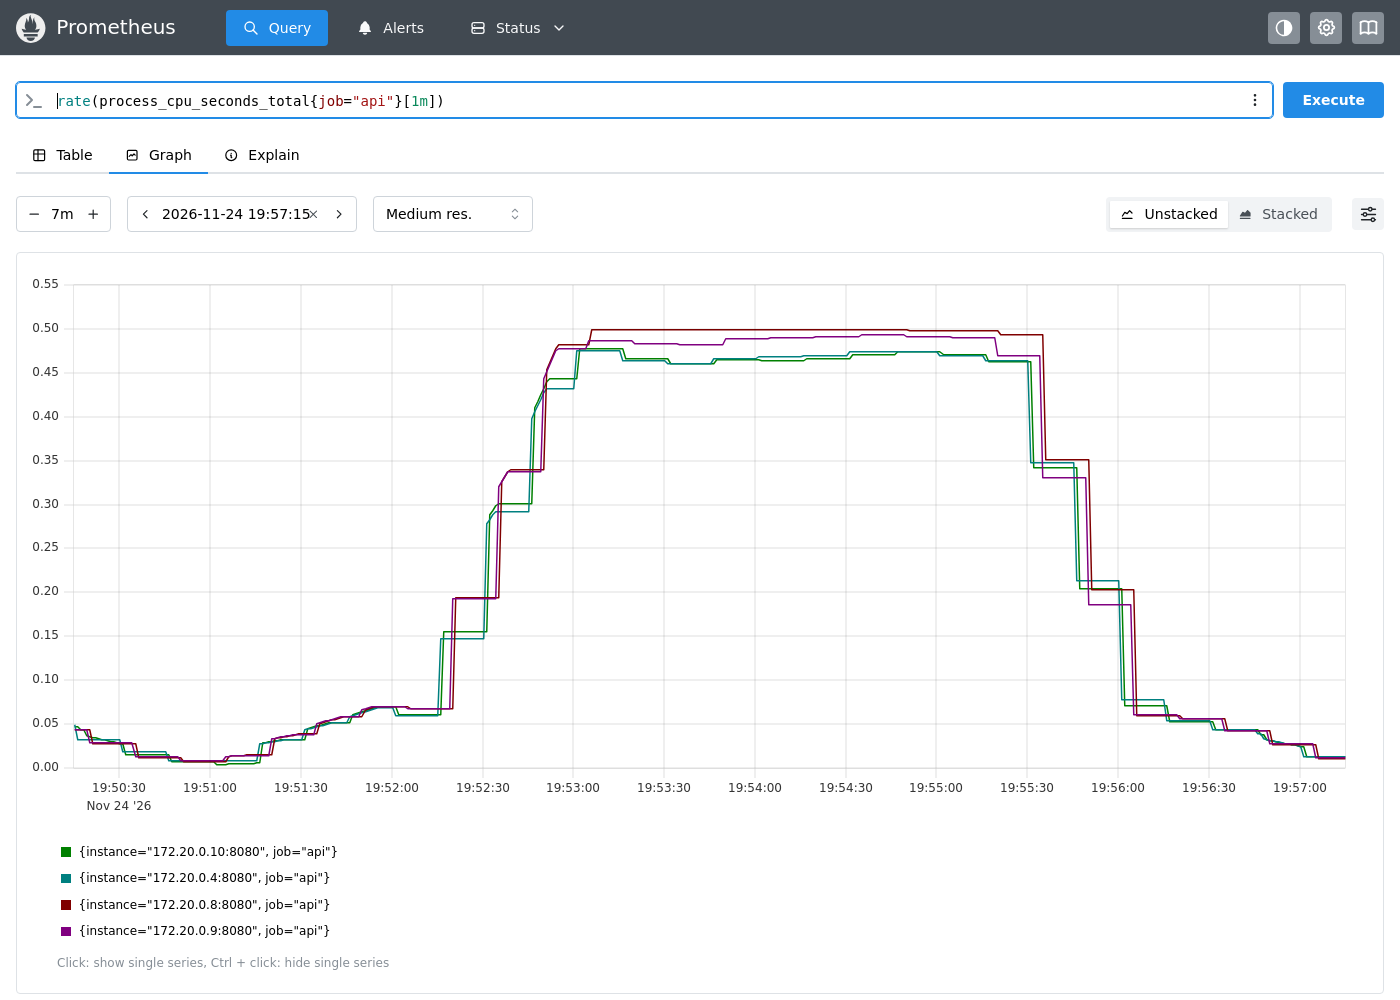 Prometheus
Query
Alerts
Status
rate(process_cpu_seconds_total{job="api"}[1m])
Execute
Table
Graph
Explain
7m
2026-11-24 19:57:15
Medium res.
Unstacked
Stacked
0.55
0.50
0.45
0.40
0.35
0.30
0.25
0.20
0.15
0.10
0.05
0.00
19:50:30 19:51:00 19:51:30 19:52:00 19:52:30 19:53:00 19:53:30 19:54:00 19:54:30 19:55:00 19:55:30 19:56:00 19:56:30 19:57:00
Nov 24 '26
{instance="172.20.0.10:8080", job="api"}
{instance="172.20.0.4:8080", job="api"}
{instance="172.20.0.8:8080", job="api"}
{instance="172.20.0.9:8080", job="api"}
Click: show single series, Ctrl + click: hide single series